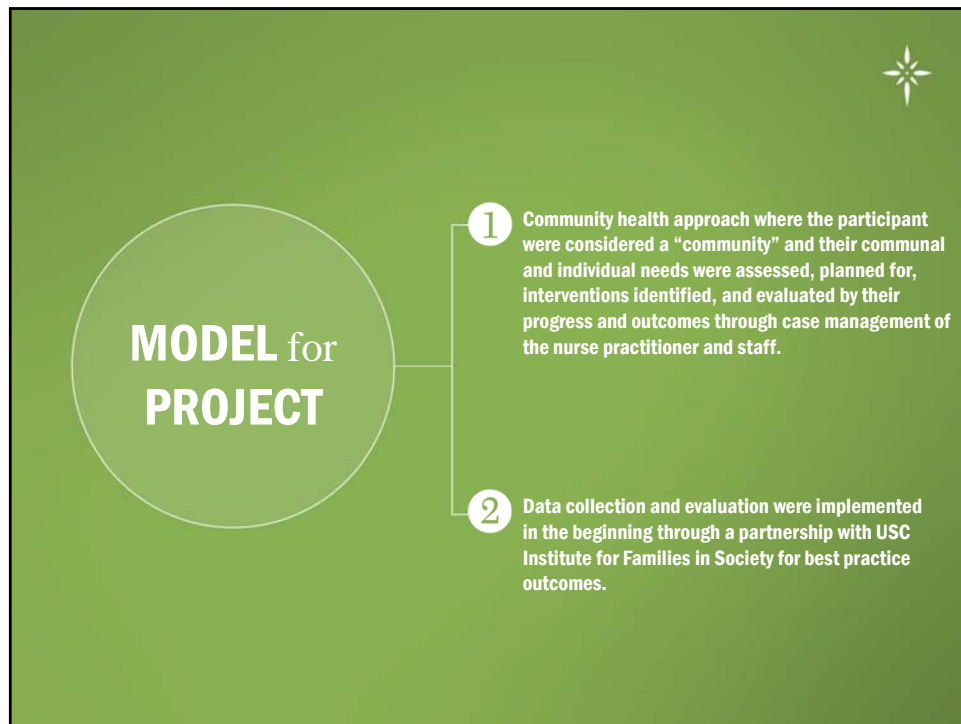 MODEL for
PROJECT
1
Community health approach where the participant
were considered a “community” and their communal
and individual needs were assessed, planned for,
interventions identified, and evaluated by their
progress and outcomes through case management of
the nurse practitioner and staff.
2
Data collection and evaluation were implemented
in the beginning through a partnership with USC
Institute for Families in Society for best practice
outcomes.